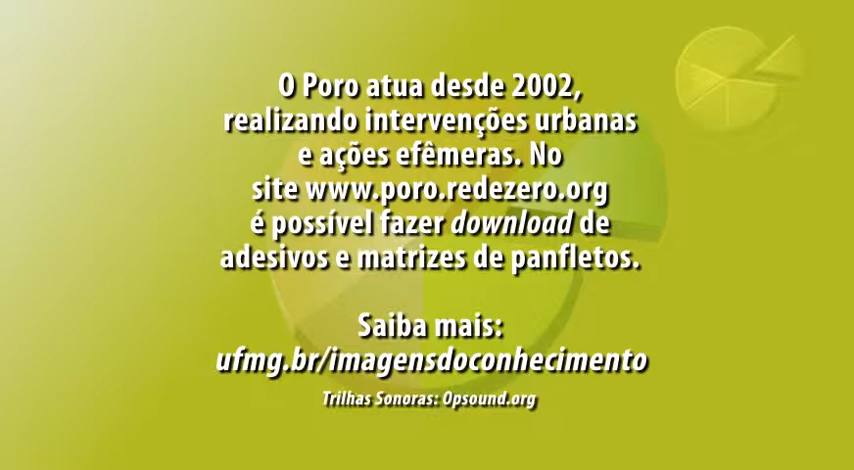 O Poro atua desde 2002,
realizando intervenções urbanas
e ações efêmeras. No
site www.poro.redezero.org
é possível fazer download de
adesivos e matrizes de panfletos.
Saiba mais:
ufmg.br/imagensdoconhecimento
Trilhas Sonoras: Opsound.org